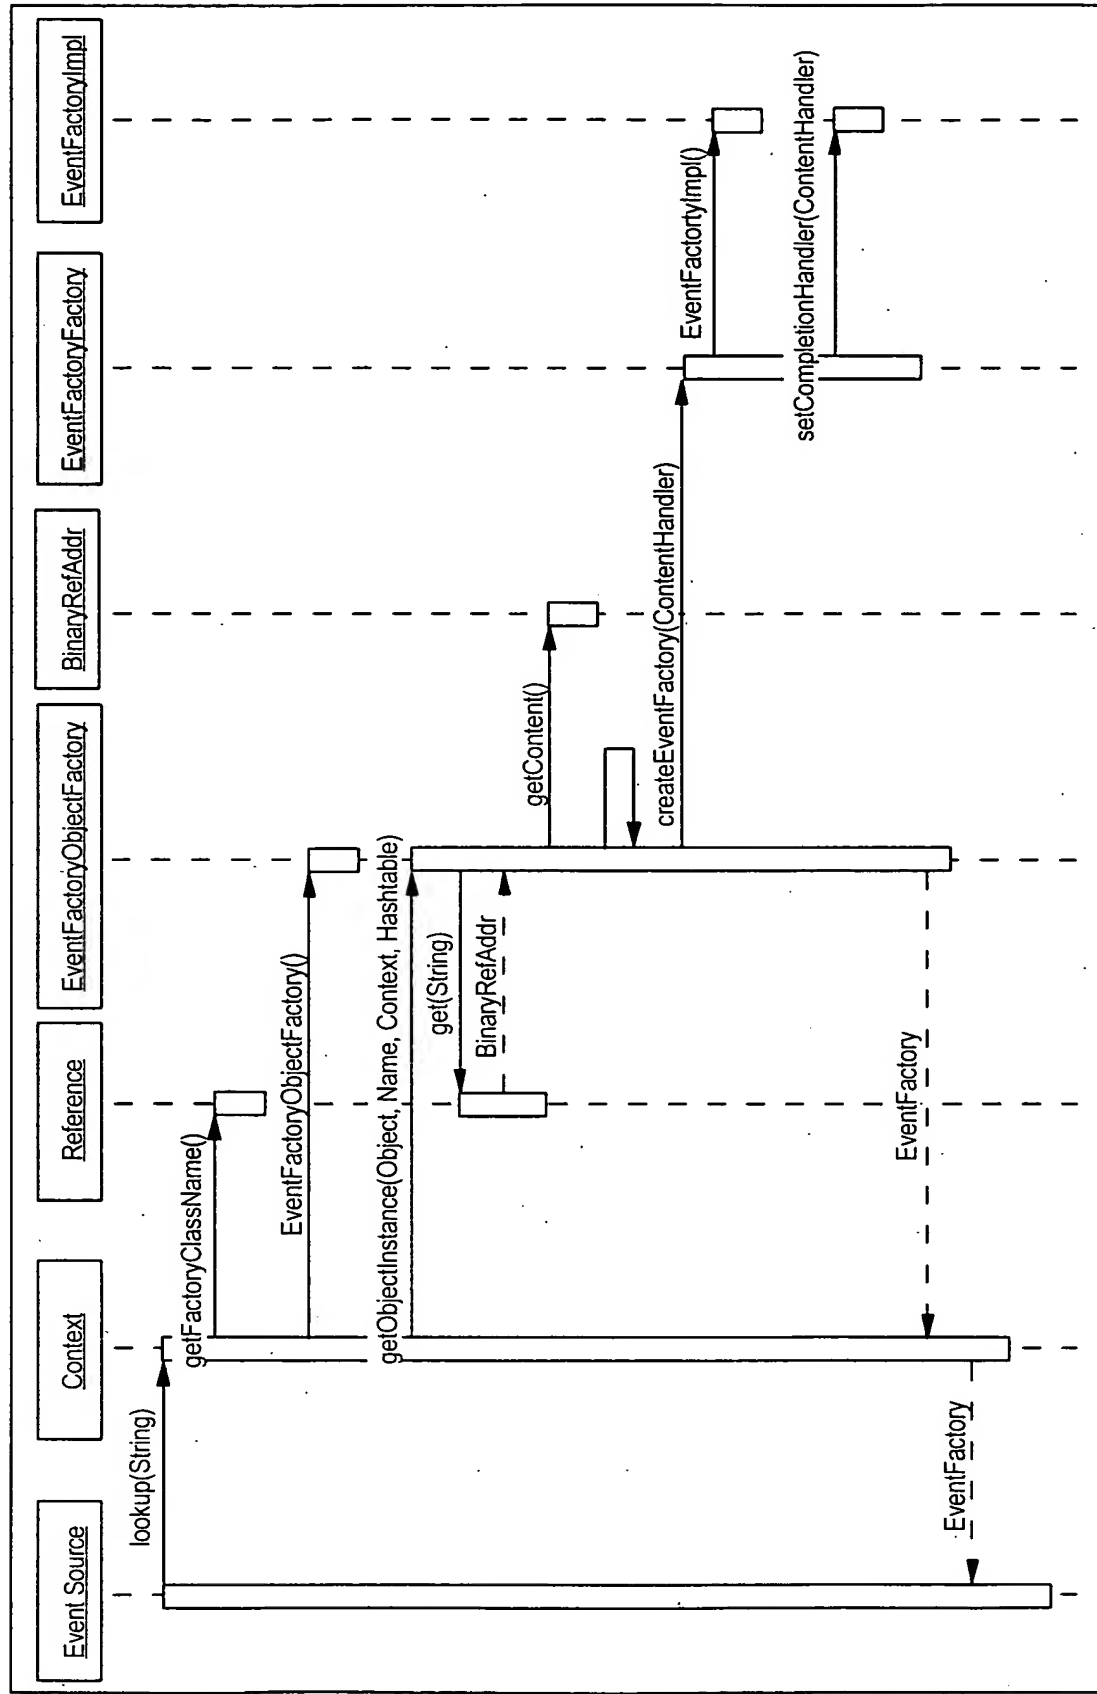 Event Source
Context
Reference
EventFactoryObjectFactory
BinaryRefAddr
EventFactoryFactory
EventFactoryImpl
lookup(String)
getFactoryClassName()
EventFactoryObjectFactory()
getObjectInstance(Object, Name, Context, Hashtable)
get(String)
BinaryRefAddr
getContent()
createEventFactory(ContentHandler)
EventFactortyImpl()
setCompletionHandler(ContentHandler)
EventFactory
EventFactory